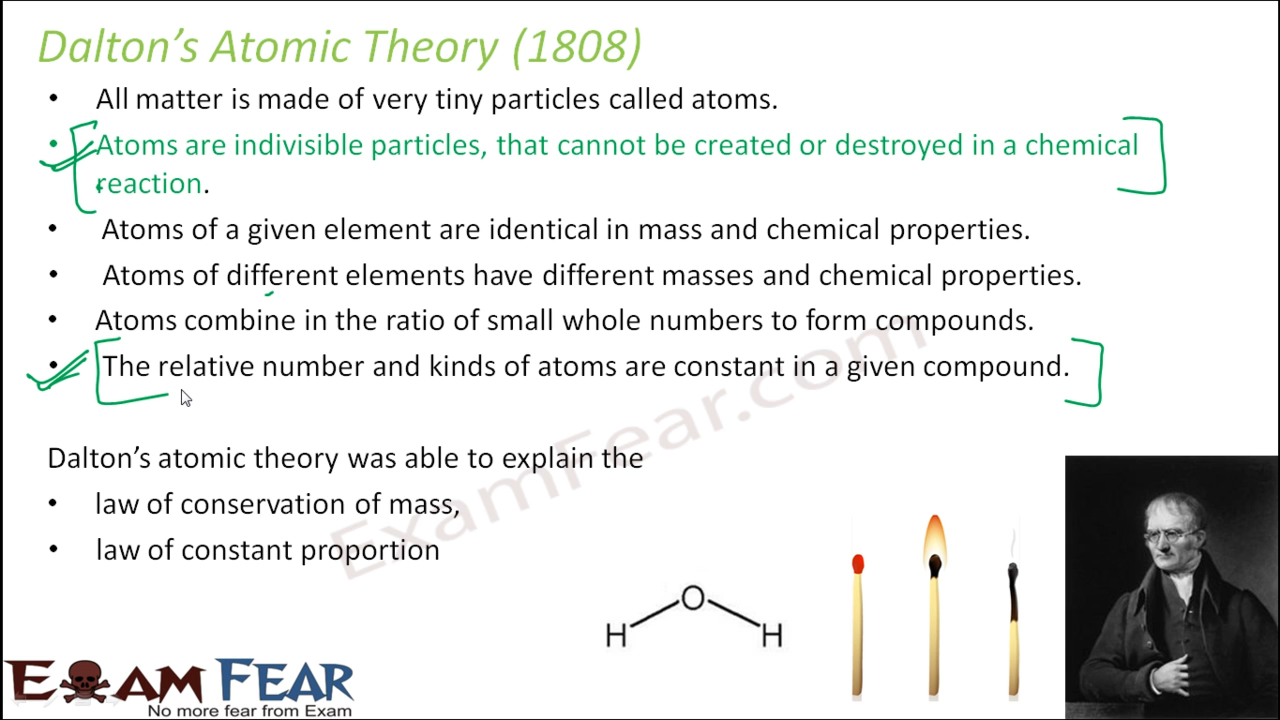 Dalton's Atomic Theory (1808)
• All matter is made of very tiny particles called atoms.
• Atoms are indivisible particles, that cannot be created or destroyed in a chemical
reaction.
• Atoms of a given element are identical in mass and chemical properties.
• Atoms of different elements have different masses and chemical properties.
• Atoms combine in the ratio of small whole numbers to form compounds.
• The relative number and kinds of atoms are constant in a given compound.
ExamFear.com
Dalton's atomic theory was able to explain the
• law of conservation of mass,
• law of constant proportion
O
H H
EXAM FEAR
No more fear from Exam